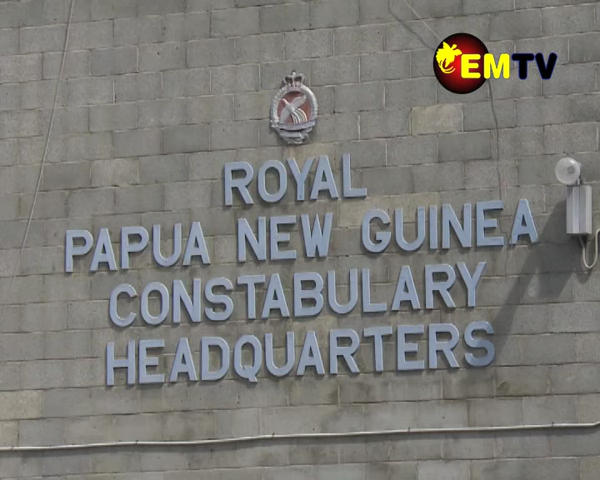 EMTV
ROYAL
PAPUA NEW GUINEA
CONSTABULARY
HEADQUARTERS